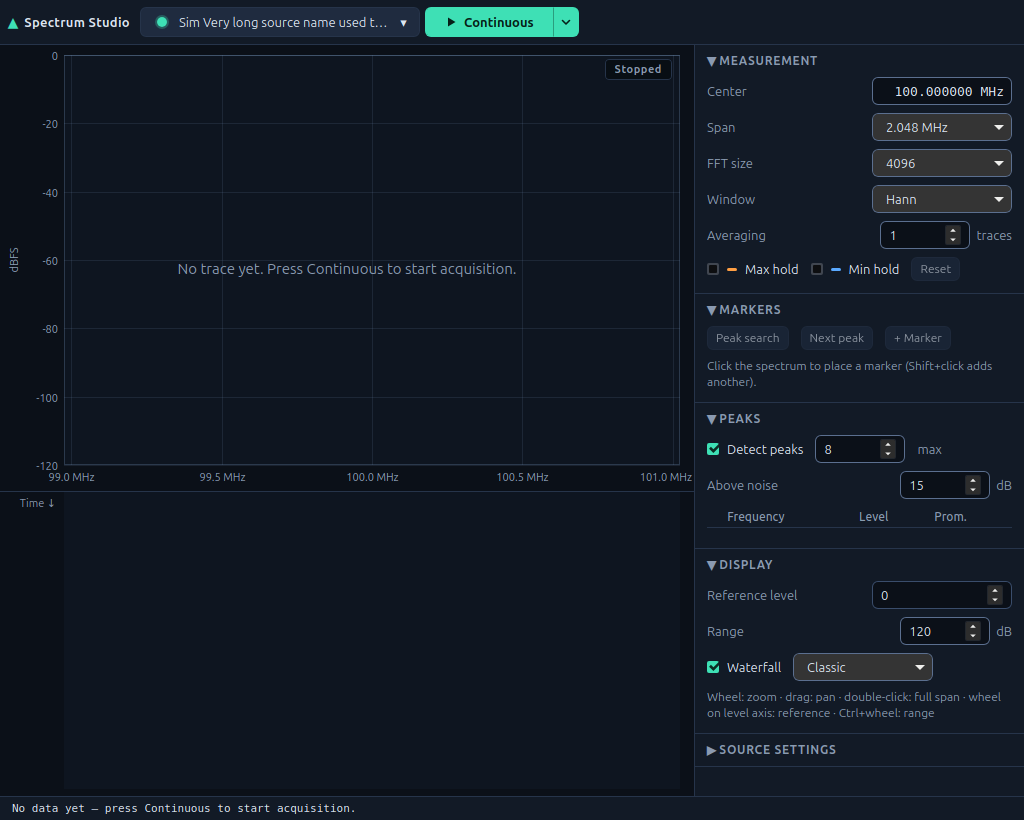 Spectrum Studio
Sim Very long source name used t…
Continuous
Stopped
0
-20
-40
-60
-80
-100
-120
dBFS
No trace yet. Press Continuous to start acquisition.
99.0 MHz 99.5 MHz 100.0 MHz 100.5 MHz 101.0 MHz
Time ↓
MEASUREMENT
Center 100.000000 MHz
Span 2.048 MHz
FFT size 4096
Window Hann
Averaging 1 traces
Max hold Min hold Reset
MARKERS
Peak search Next peak + Marker
Click the spectrum to place a marker (Shift+click adds
another).
PEAKS
Detect peaks 8 max
Above noise 15 dB
Frequency Level Prom.
DISPLAY
Reference level 0
Range 120 dB
Waterfall Classic
Wheel: zoom · drag: pan · double-click: full span · wheel
on level axis: reference · Ctrl+wheel: range
SOURCE SETTINGS
No data yet — press Continuous to start acquisition.